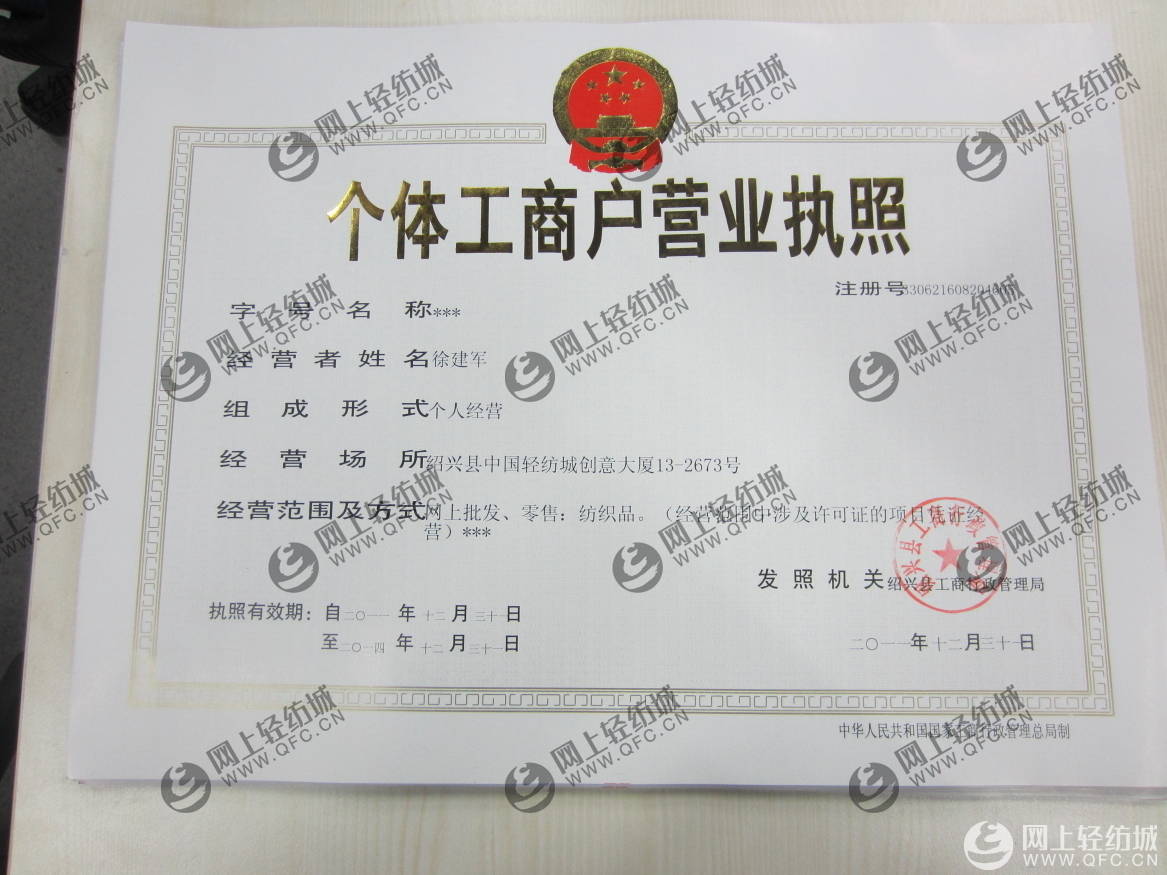 个体工商户营业执照
注册号
字号名称***
经营者姓名徐建军
组成形式个人经营
经营场所绍兴县中国轻纺城创意大厦13-2673号
经营范围及方式网上批发、零售:纺织品。(经营范围中涉及许可证的项目凭证经
营)***
发照机关绍兴县工商行政管理局
执照有效期:自二〇一一年十二月三十一日
至二〇一四年十二月三十一日
二〇一一年十二月三十一日
中华人民共和国国家工商行政管理总局制
网上轻纺城
WWW.QFC.CN